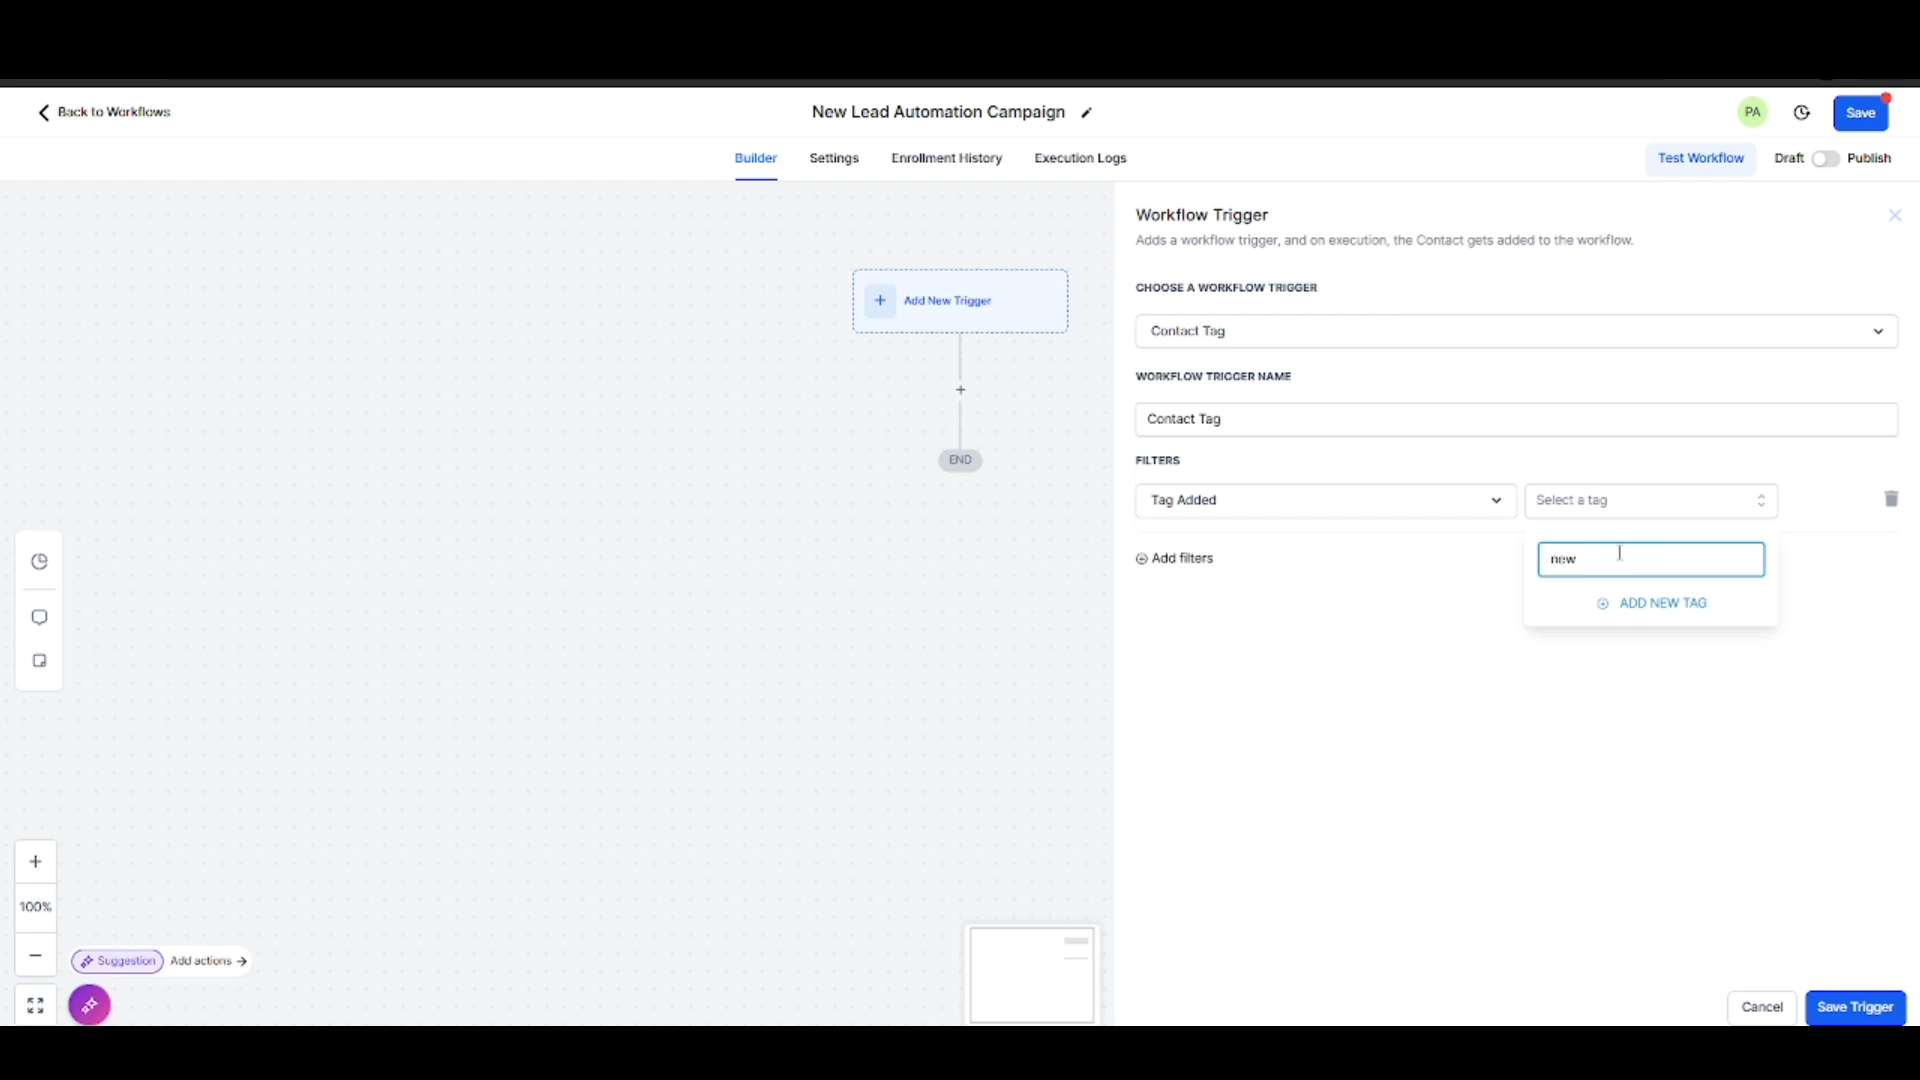 Back to Workflows
New Lead Automation Campaign
PA
Save
Builder
Settings
Enrollment History
Execution Logs
Test Workflow
Draft
Publish
Workflow Trigger
Adds a workflow trigger, and on execution, the Contact gets added to the workflow.
Add New Trigger
END
CHOOSE A WORKFLOW TRIGGER
Contact Tag
WORKFLOW TRIGGER NAME
Contact Tag
FILTERS
Tag Added
Select a tag
Add filters
new
ADD NEW TAG
100%
Suggestion
Add actions
Cancel
Save Trigger